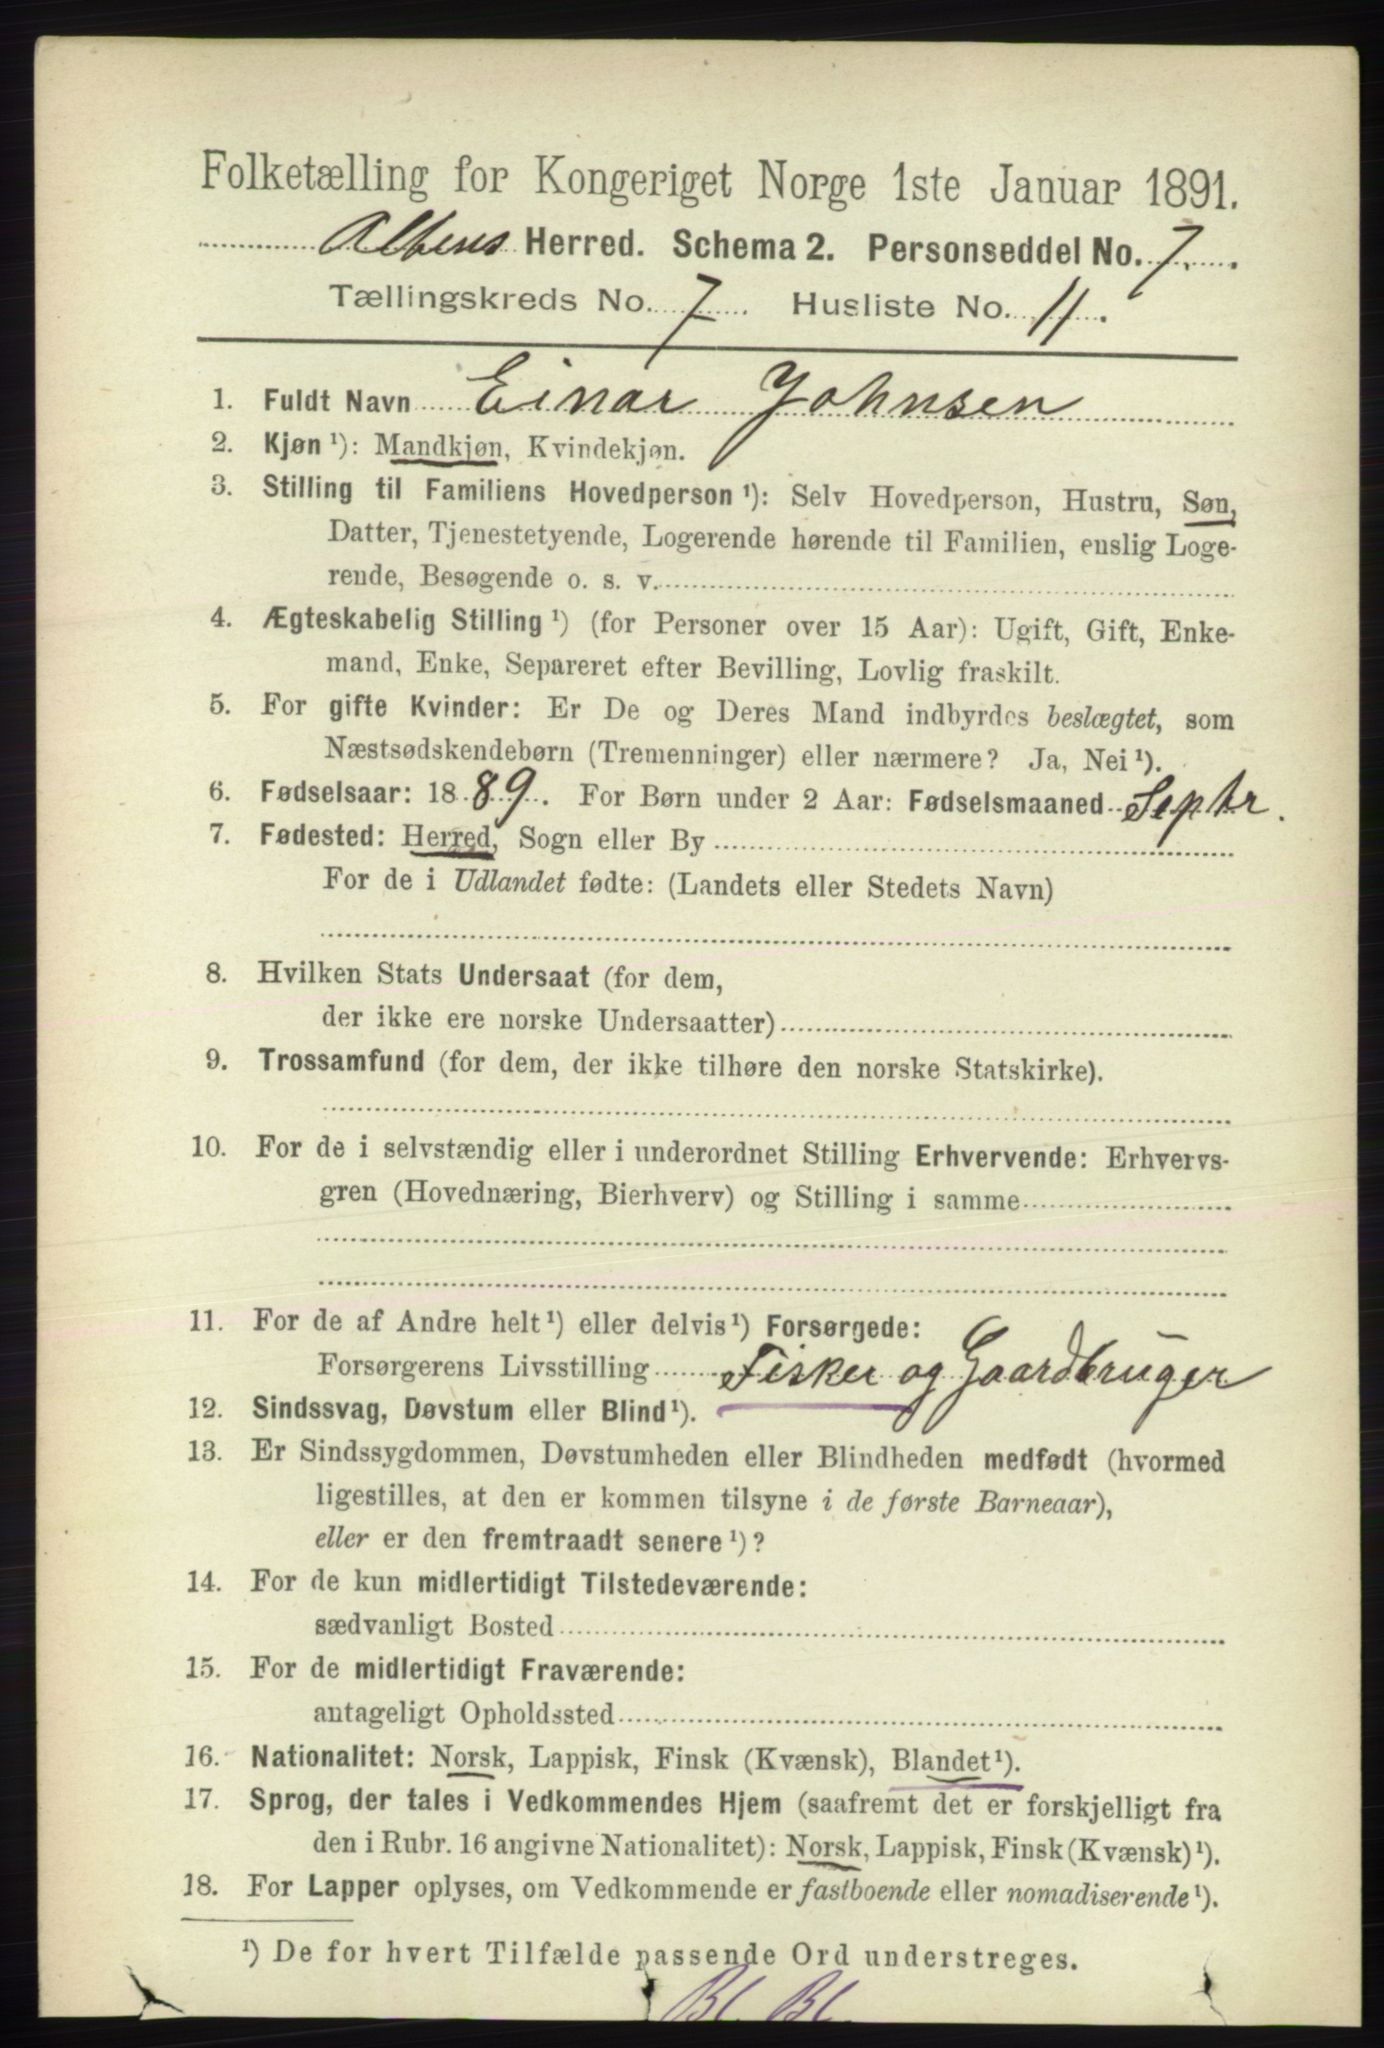 Folketælling for Kongeriget Norge 1ste Januar 1891.
Altens Herred. Schema 2. Personseddel No. 7.
Tællingskreds No. 7 Husliste No. 11.
1. Fuldt Navn Einar Johnsen
2. Kjøn ¹): Mandkjøn, Kvindekjøn.
3. Stilling til Familiens Hovedperson ¹): Selv Hovedperson, Hustru, Søn,
Datter, Tjenestetyende, Logerende hørende til Familien, enslig Loge-
rende, Besøgende o. s. v.
4. Ægteskabelig Stilling ¹) (for Personer over 15 Aar): Ugift, Gift, Enke-
mand, Enke, Separeret efter Bevilling, Lovlig fraskilt.
5. For gifte Kvinder: Er De og Deres Mand indbyrdes beslægtet, som
Næstsødskendebørn (Tremenninger) eller nærmere? Ja, Nei ¹).
6. Fødselsaar: 1889. For Børn under 2 Aar: Fødselsmaaned Septr.
7. Fødested: Herred, Sogn eller By
For de i Udlandet fødte: (Landets eller Stedets Navn)
8. Hvilken Stats Undersaat (for dem,
der ikke ere norske Undersaatter)
9. Trossamfund (for dem, der ikke tilhøre den norske Statskirke).
10. For de i selvstændig eller i underordnet Stilling Erhvervende: Erhvervs-
gren (Hovednæring, Bierhverv) og Stilling i samme
11. For de af Andre helt ¹) eller delvis ¹) Forsørgede:
Forsørgerens Livsstilling Fisker og Gaardbruger
12. Sindssvag, Døvstum eller Blind ¹).
13. Er Sindssygdommen, Døvstumheden eller Blindheden medfødt (hvormed
ligestilles, at den er kommen tilsyne i de første Barneaar),
eller er den fremtraadt senere ¹)?
14. For de kun midlertidigt Tilstedeværende:
sædvanligt Bosted
15. For de midlertidigt Fraværende:
antageligt Opholdssted
16. Nationalitet: Norsk, Lappisk, Finsk (Kvænsk), Blandet ¹).
17. Sprog, der tales i Vedkommendes Hjem (saafremt det er forskjelligt fra
den i Rubr. 16 angivne Nationalitet): Norsk, Lappisk, Finsk (Kvænsk) ¹).
18. For Lapper oplyses, om Vedkommende er fastboende eller nomadiserende ¹).
¹) De for hvert Tilfælde passende Ord understreges.
Bl. Bl.